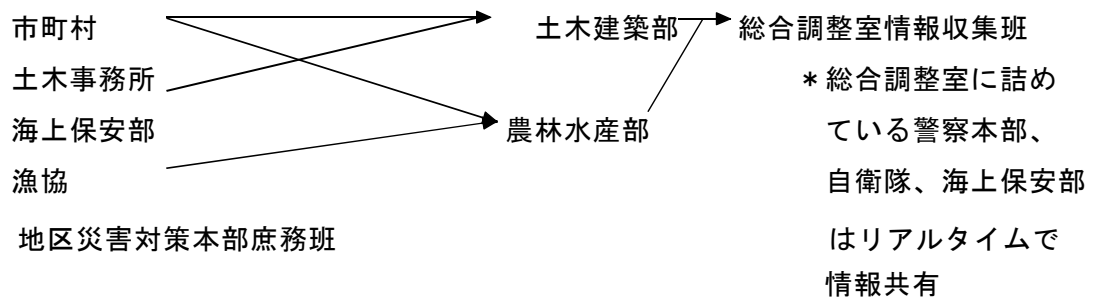 市町村
土木事務所
海上保安部
漁協
地区災害対策本部庶務班
土木建築部
農林水産部
総合調整室情報収集班
*総合調整室に詰め
ている警察本部、
自衛隊、海上保安部
はリアルタイムで
情報共有